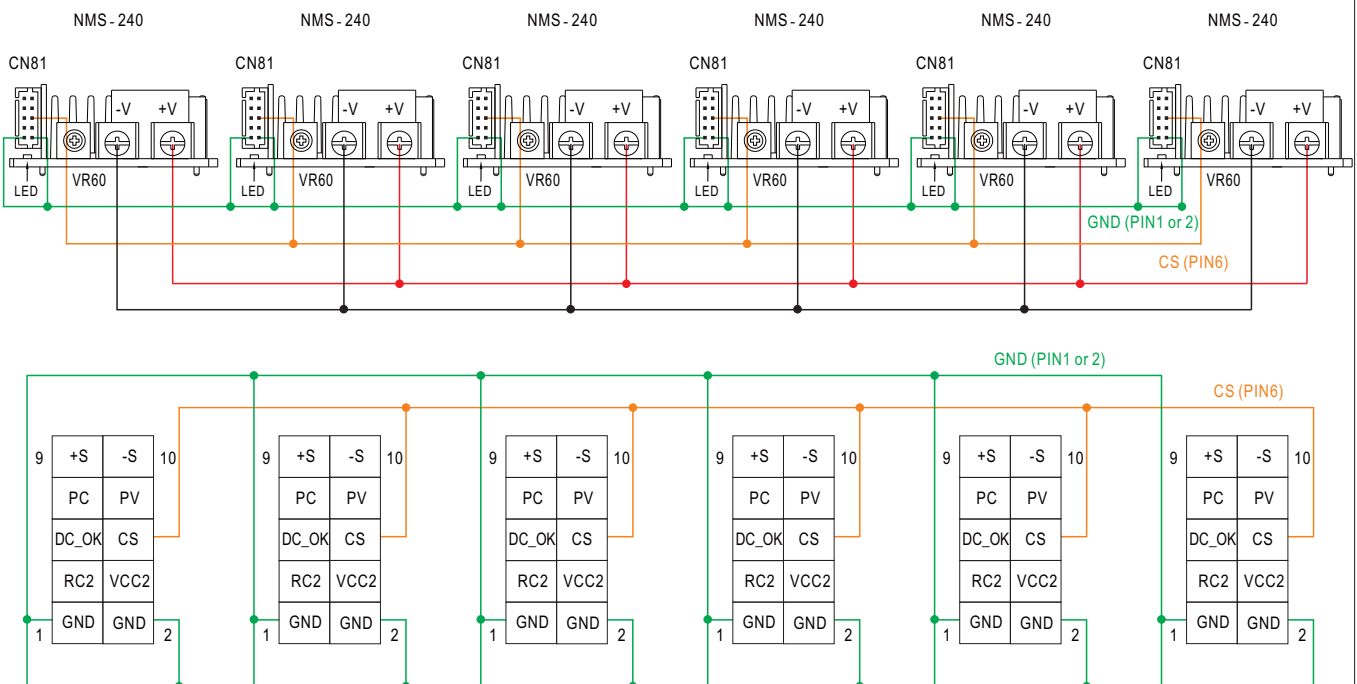 NMS-240 NMS-240 NMS-240 NMS-240 NMS-240 NMS-240
CN81 CN81 CN81 CN81 CN81 CN81
-V +V -V +V -V +V -V +V -V +V -V +V
LED VR60 LED VR60 LED VR60 LED VR60 LED VR60 LED VR60
GND (PIN1 or 2)
CS (PIN6)
GND (PIN1 or 2)
CS (PIN6)
9 +S -S 10 9 +S -S 10 9 +S -S 10 9 +S -S 10 9 +S -S 10 9 +S -S 10
PC PV PC PV PC PV PC PV PC PV PC PV
DC_OK CS DC_OK CS DC_OK CS DC_OK CS DC_OK CS DC_OK CS
RC2 VCC2 RC2 VCC2 RC2 VCC2 RC2 VCC2 RC2 VCC2 RC2 VCC2
1 GND GND 2 1 GND GND 2 1 GND GND 2 1 GND GND 2 1 GND GND 2 1 GND GND 2